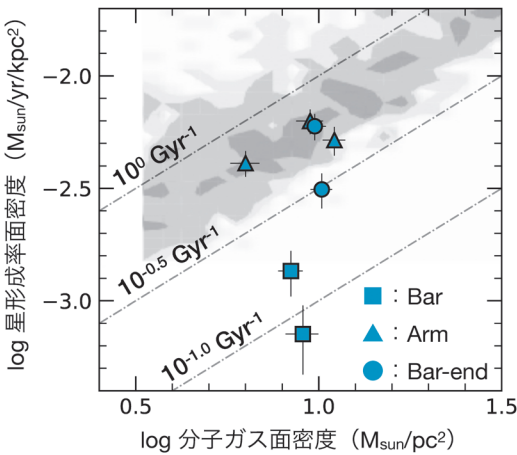 log 星形成率面密度（Msun/yr/kpc2）
−2.0
−2.5
−3.0
10⁰ Gyr⁻¹
10⁻⁰·⁵ Gyr⁻¹
10⁻¹·⁰ Gyr⁻¹
：Bar
：Arm
：Bar-end
0.5
1.0
1.5
log 分子ガス面密度（Msun/pc²）